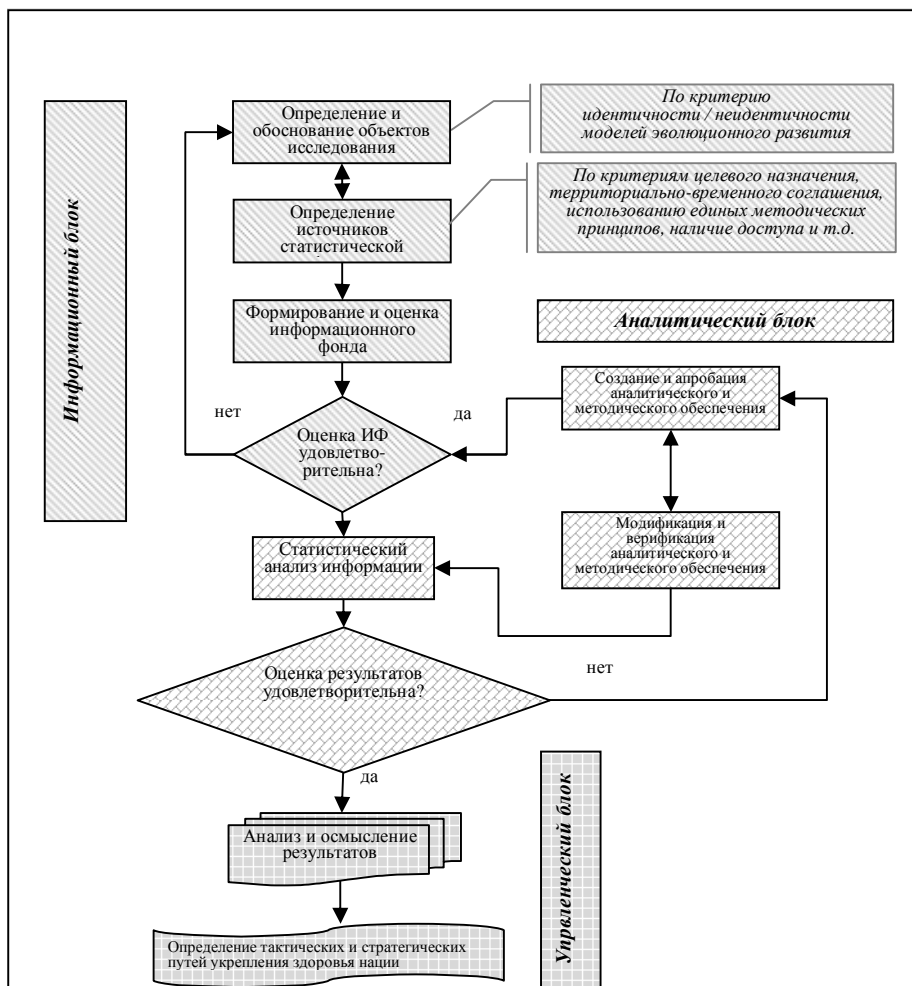 Определение и
обоснование объектов
исследования
По критерию
идентичности / неидентичности
моделей эволюционного развития
Определение
источников
статистической
По критериям целевого назначения,
территориально-временного соглашения,
использованию единых методических
принципов, наличие доступа и т.д.
Информационный блок
Формирование и оценка
информационного
фонда
Аналитический блок
нет
да
Оценка ИФ
удовлетво-
рительна?
Создание и апробация
аналитического и
методического обеспечения
Статистический
анализ информации
Модификация и
верификация
аналитического и
методического обеспечения
Оценка результатов
удовлетворительна?
нет
да
Анализ и осмысление
результатов
Упрвленческий блок
Определение тактических и стратегических
путей укрепления здоровья нации